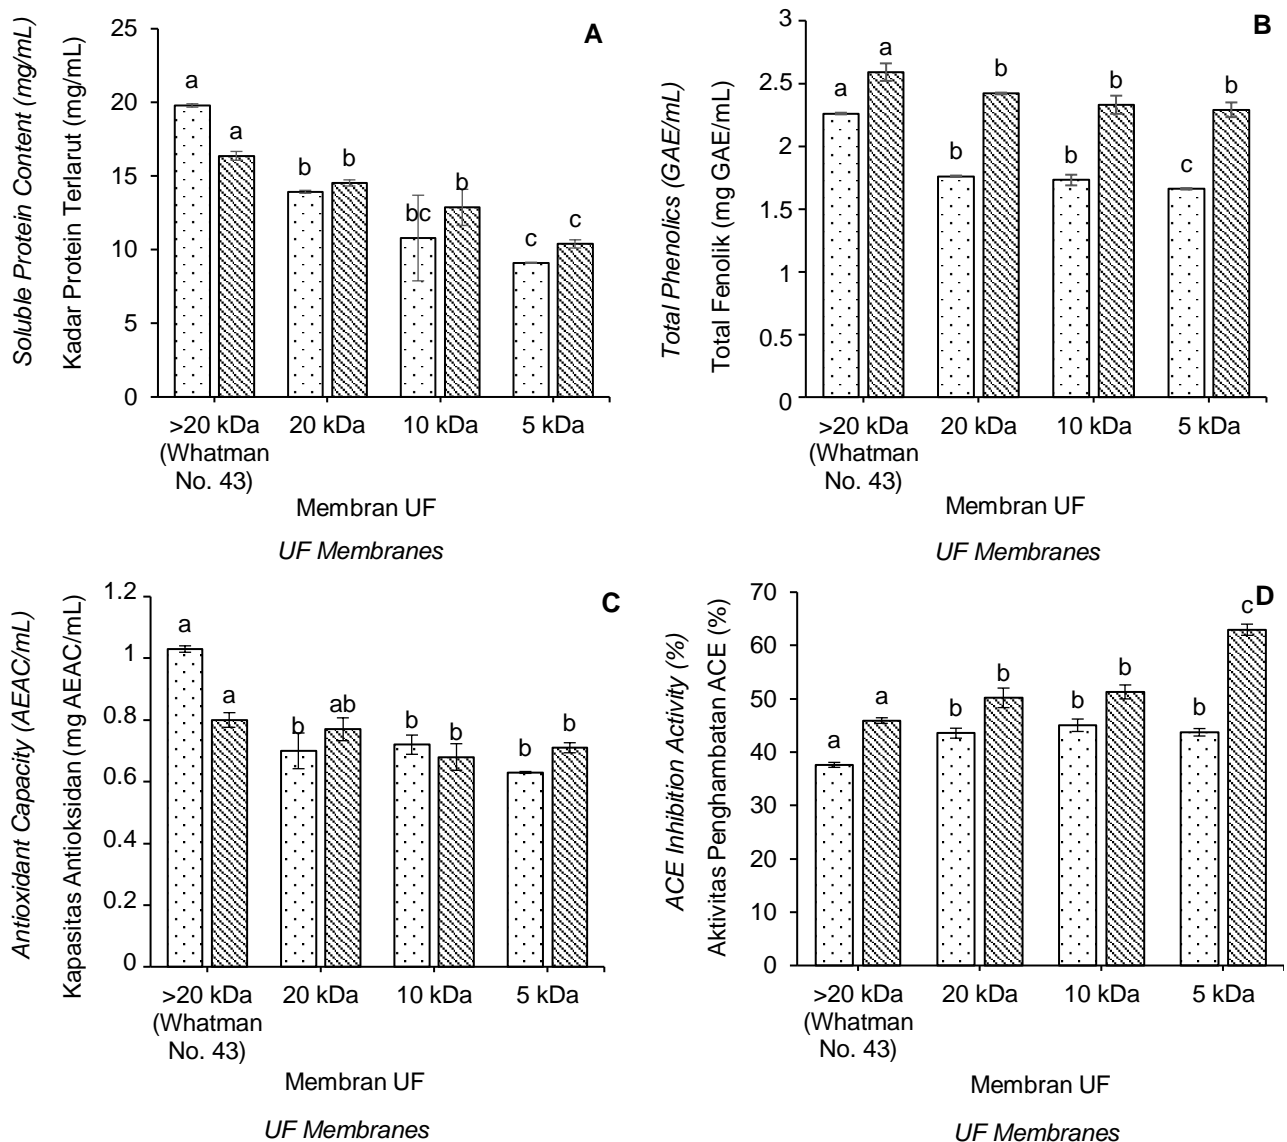 A
Soluble Protein Content (mg/mL)
Kadar Protein Terlarut (mg/mL)
25
20
15
10
5
0
a
a
b
b
bc
b
c
c
>20 kDa
(Whatman
No. 43)
20 kDa
10 kDa
5 kDa
Membran UF
UF Membranes
B
Total Phenolics (GAE/mL)
Total Fenolik (mg GAE/mL)
3
2.5
2
1.5
1
0.5
0
a
a
b
b
b
b
c
b
>20 kDa
(Whatman
No. 43)
20 kDa
10 kDa
5 kDa
Membran UF
UF Membranes
C
Antioxidant Capacity (AEAC/mL)
Kapasitas Antioksidan (mg AEAC/mL)
1.2
1
0.8
0.6
0.4
0.2
0
a
a
b
ab
b
b
b
b
>20 kDa
(Whatman
No. 43)
20 kDa
10 kDa
5 kDa
Membran UF
UF Membranes
D
ACE Inhibition Activity (%)
Aktivitas Penghambatan ACE (%)
70
60
50
40
30
20
10
0
a
a
b
b
b
b
b
c
>20 kDa
(Whatman
No. 43)
20 kDa
10 kDa
5 kDa
Membran UF
UF Membranes